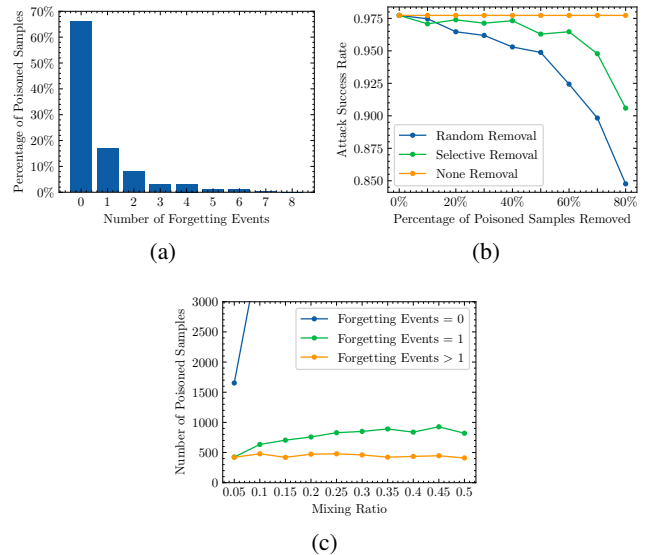 70%
60%
50%
40%
30%
20%
10%
0%
Percentage of Poisoned Samples
0 1 2 3 4 5 6 7 8
Number of Forgetting Events
(a)
0.975
0.950
0.925
0.900
0.875
0.850
Attack Success Rate
Random Removal
Selective Removal
None Removal
0% 20% 40% 60% 80%
Percentage of Poisoned Samples Removed
(b)
3000
2500
2000
1500
1000
500
0
Number of Poisoned Samples
Forgetting Events = 0
Forgetting Events = 1
Forgetting Events > 1
0.05 0.1 0.15 0.2 0.25 0.3 0.35 0.4 0.45 0.5
Mixing Ratio
(c)